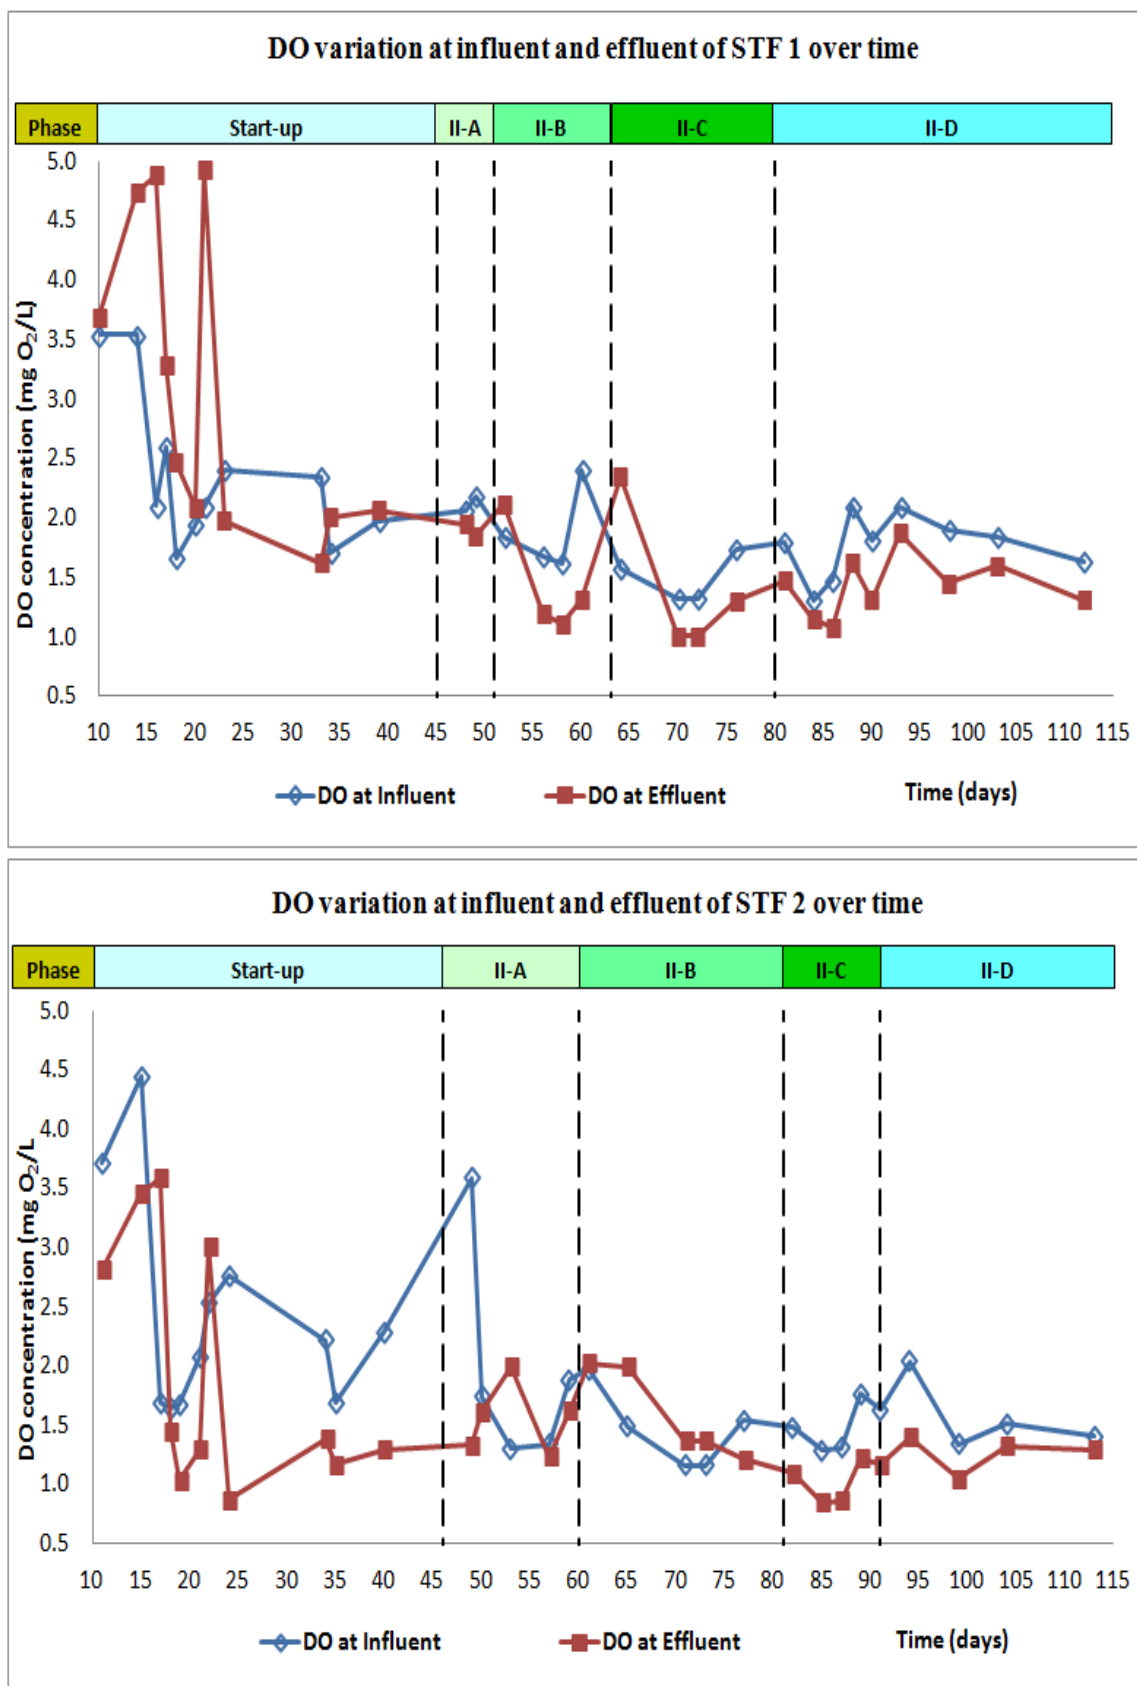 DO variation at influent and effluent of STF 1 over time
Phase Start-up II-A II-B II-C II-D
DO concentration (mg O₂/L)
5.0
4.5
4.0
3.5
3.0
2.5
2.0
1.5
1.0
0.5
10 15 20 25 30 35 40 45 50 55 60 65 70 75 80 85 90 95 100 105 110 115
DO at Influent DO at Effluent Time (days)
DO variation at influent and effluent of STF 2 over time
Phase Start-up II-A II-B II-C II-D
DO concentration (mg O₂/L
5.0
4.5
4.0
3.5
3.0
2.5
2.0
1.5
1.0
0.5
10 15 20 25 30 35 40 45 50 55 60 65 70 75 80 85 90 95 100 105 110 115
DO at Influent DO at Effluent Time (days)